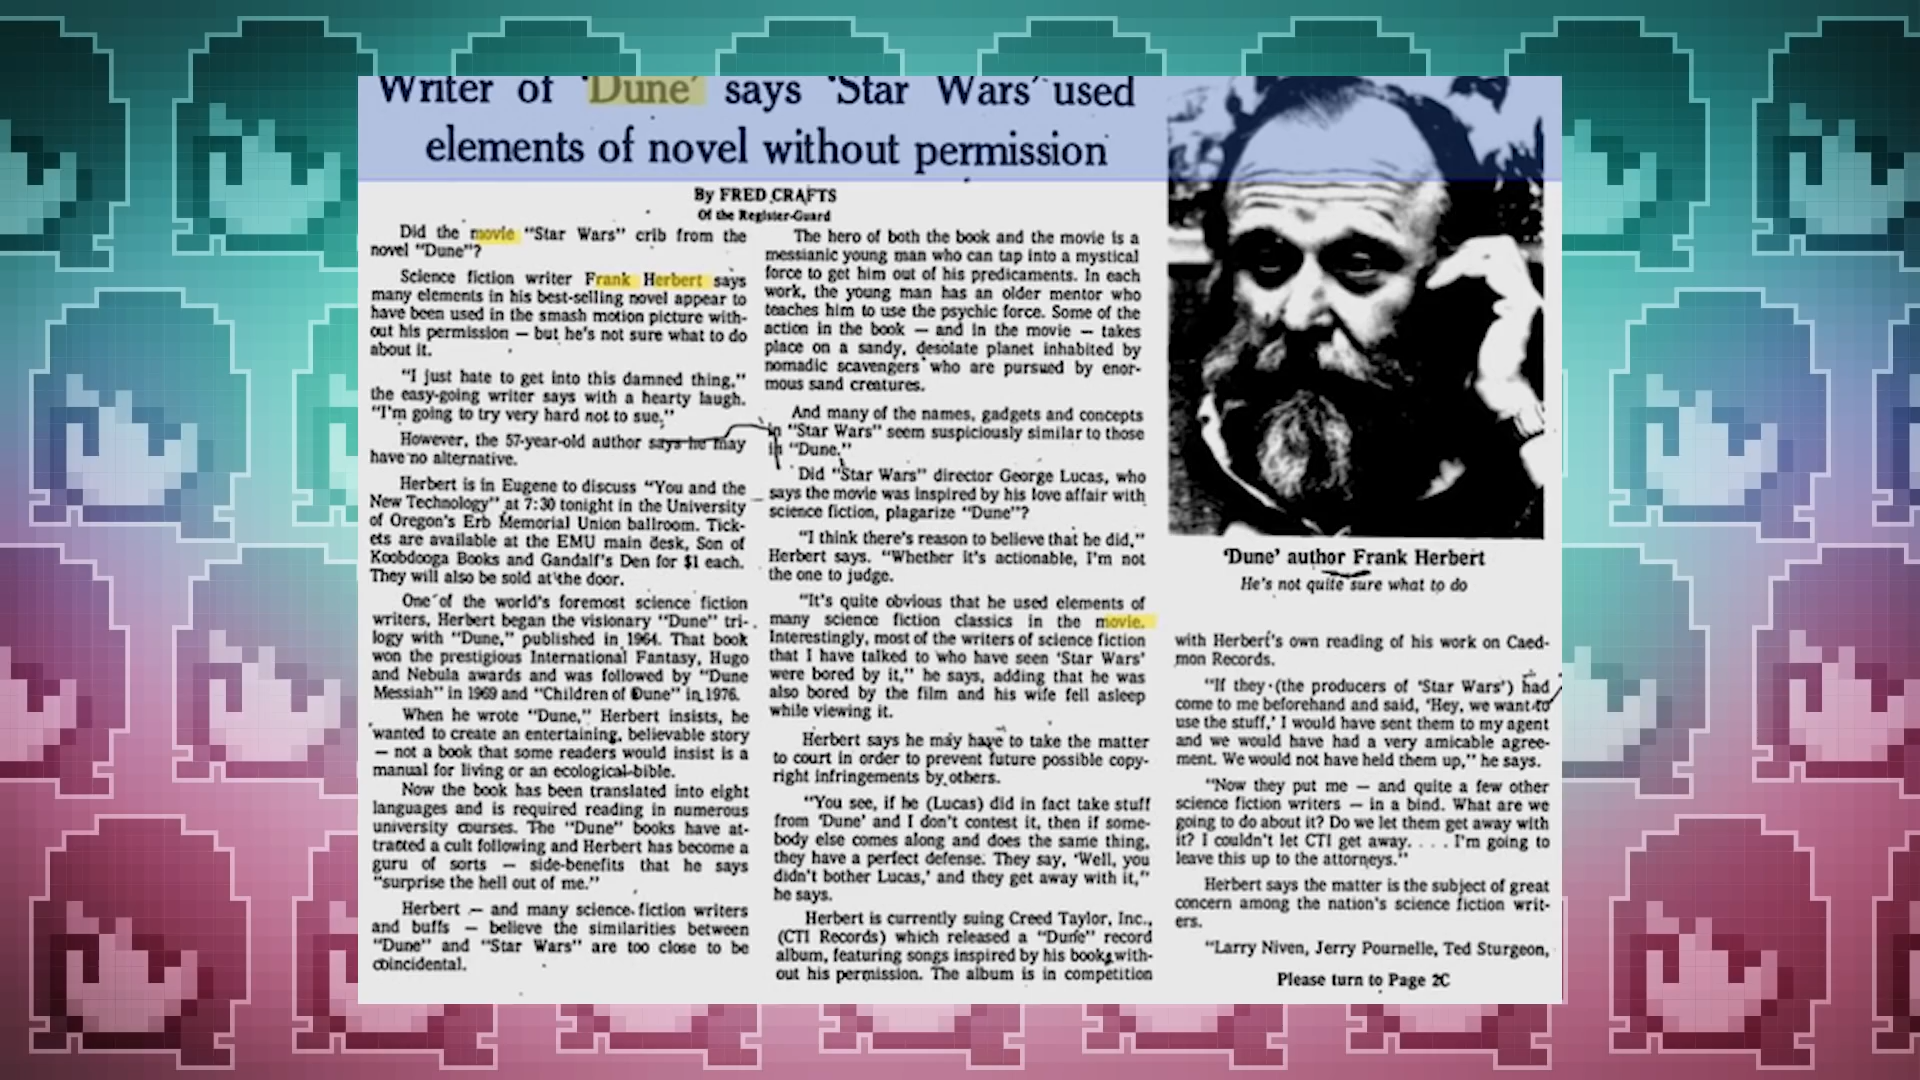 Writer of 'Dune' says 'Star Wars' used
elements of novel without permission
By FRED CRAFTS
Of the Register-Guard
Did the movie "Star Wars" crib from the
novel "Dune"?
Science fiction writer Frank Herbert says
many elements in his best-selling novel appear to
have been used in the smash motion picture with-
out his permission — but he's not sure what to do
about it.
"I just hate to get into this damned thing,"
the easy-going writer says with a hearty laugh.
"I'm going to try very hard not to sue."
However, the 57-year-old author says he may
have no alternative.
Herbert is in Eugene to discuss "You and the
New Technology" at 7:30 tonight in the University
of Oregon's Erb Memorial Union ballroom. Tick-
ets are available at the EMU main desk, Son of
Koobdooga Books and Gandalf's Den for $1 each.
They will also be sold at the door.
One of the world's foremost science fiction
writers, Herbert began the visionary "Dune" tri-
logy with "Dune," published in 1964. That book
won the prestigious International Fantasy, Hugo
and Nebula awards and was followed by "Dune
Messiah" in 1969 and "Children of Dune" in 1976.
When he wrote "Dune," Herbert insists, he
wanted to create an entertaining, believable story
— not a book that some readers would insist is a
manual for living or an ecological bible.
Now the book has been translated into eight
languages and is required reading in numerous
university courses. The "Dune" books have at-
tracted a cult following and Herbert has become a
guru of sorts — side-benefits that he says
"surprise the hell out of me."
Herbert — and many science fiction writers
and buffs — believe the similarities between
"Dune" and "Star Wars" are too close to be
coincidental.
The hero of both the book and the movie is a
messianic young man who can tap into a mystical
force to get him out of his predicaments. In each
work, the young man has an older mentor who
teaches him to use the psychic force. Some of the
action in the book — and in the movie — takes
place on a sandy, desolate planet inhabited by
nomadic scavengers who are pursued by enor-
mous sand creatures.
And many of the names, gadgets and concepts
in "Star Wars" seem suspiciously similar to those
in "Dune."
Did "Star Wars" director George Lucas, who
says the movie was inspired by his love affair with
science fiction, plagarize "Dune"?
"I think there's reason to believe that he did,"
Herbert says. "Whether it's actionable, I'm not
the one to judge.
"It's quite obvious that he used elements of
many science fiction classics in the movie.
Interestingly, most of the writers of science fiction
that I have talked to who have seen 'Star Wars'
were bored by it," he says, adding that he was
also bored by the film and his wife fell asleep
while viewing it.
Herbert says he may have to take the matter
to court in order to prevent future possible copy-
right infringements by others.
"You see, if he (Lucas) did in fact take stuff
from 'Dune' and I don't contest it, then if some-
body else comes along and does the same thing,
they have a perfect defense. They say, 'Well, you
didn't bother Lucas,' and they get away with it,"
he says.
Herbert is currently suing Creed Taylor, Inc.,
(CTI Records) which released a "Dune" record
album, featuring songs inspired by his book, with-
out his permission. The album is in competition
'Dune' author Frank Herbert
He's not quite sure what to do
with Herbert's own reading of his work on Caed-
mon Records.
"If they (the producers of 'Star Wars') had
come to me beforehand and said, 'Hey, we want to
use the stuff,' I would have sent them to my agent
and we would have had a very amicable agree-
ment. We would not have held them up," he says.
"Now they put me — and quite a few other
science fiction writers — in a bind. What are we
going to do about it? Do we let them get away with
it? I couldn't let CTI get away. . . . I'm going to
leave this up to the attorneys."
Herbert says the matter is the subject of great
concern among the nation's science fiction writ-
ers.
"Larry Niven, Jerry Pournelle, Ted Sturgeon,
Please turn to Page 2C